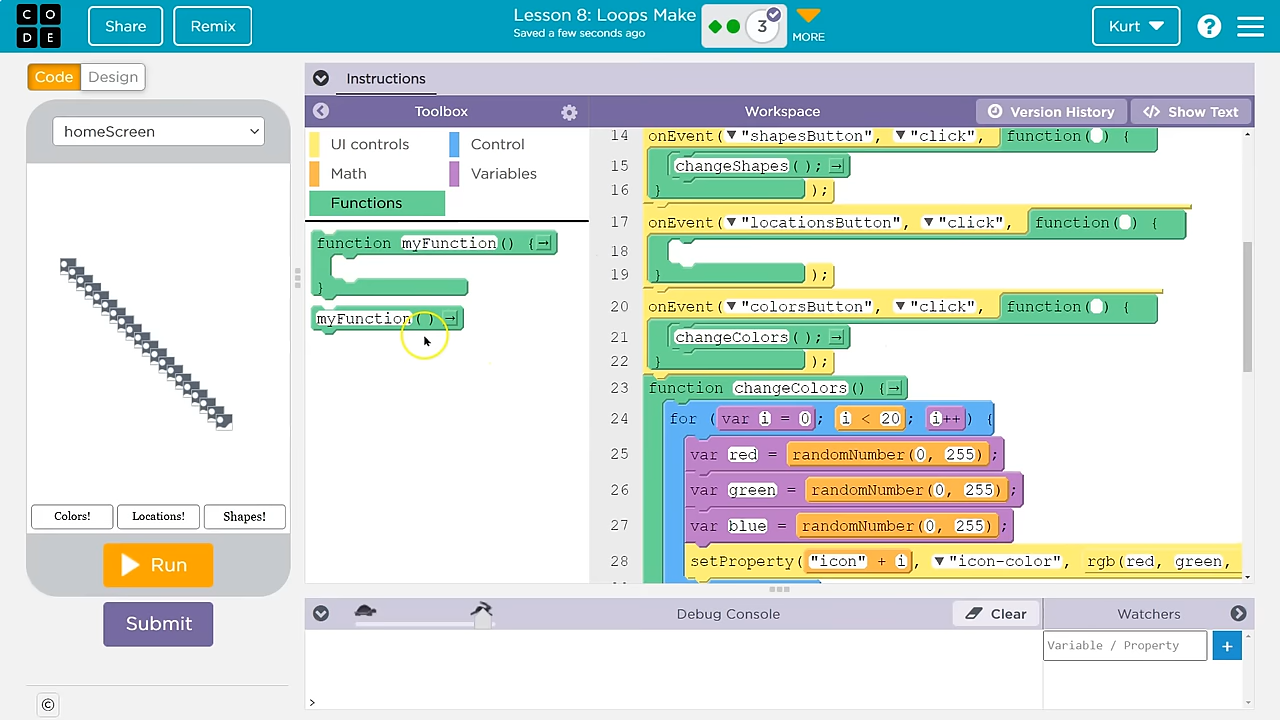 CODE
Share
Remix
Lesson 8: Loops Make
Saved a few seconds ago
3
MORE
Kurt
?
Code
Design
homeScreen
Colors!
Locations!
Shapes!
Run
Submit
©
Instructions
Toolbox
Workspace
Version History
Show Text
UI controls
Control
Math
Variables
Functions
function myFunction() {
}
myFunction()
14 onEvent("shapesButton", "click", function() {
15 changeShapes();
16 } );
17 onEvent("locationsButton", "click", function() {
18
19 } );
20 onEvent("colorsButton", "click", function() {
21 changeColors();
22 } );
23 function changeColors() {
24 for (var i = 0; i < 20; i++) {
25 var red = randomNumber(0, 255);
26 var green = randomNumber(0, 255);
27 var blue = randomNumber(0, 255);
28 setProperty("icon" + i, "icon-color", rgb(red, green,
Debug Console
Clear
Watchers
Variable / Property
+
>